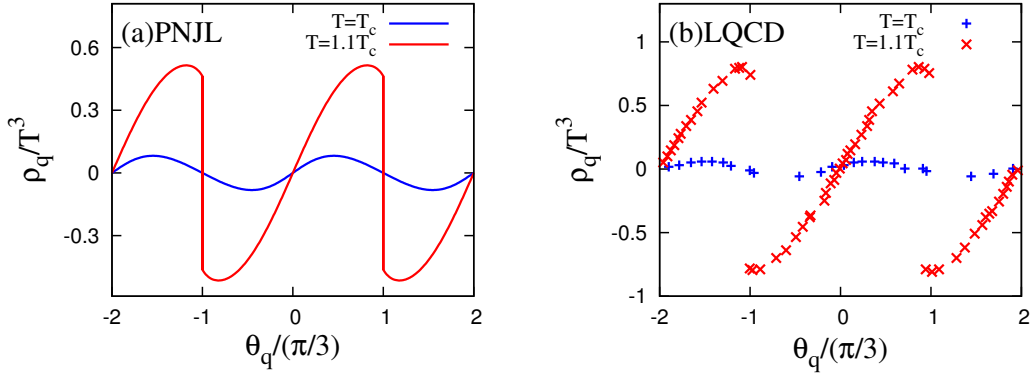 (a)PNJL
T=T_c
T=1.1T_c
ρ_q/T^3
0.6
0.3
0
-0.3
-2
-1
0
1
2
θ_q/(π/3)
(b)LQCD
T=T_c
T=1.1T_c
ρ_q/T^3
1
0.5
0
-0.5
-1
-2
-1
0
1
2
θ_q/(π/3)